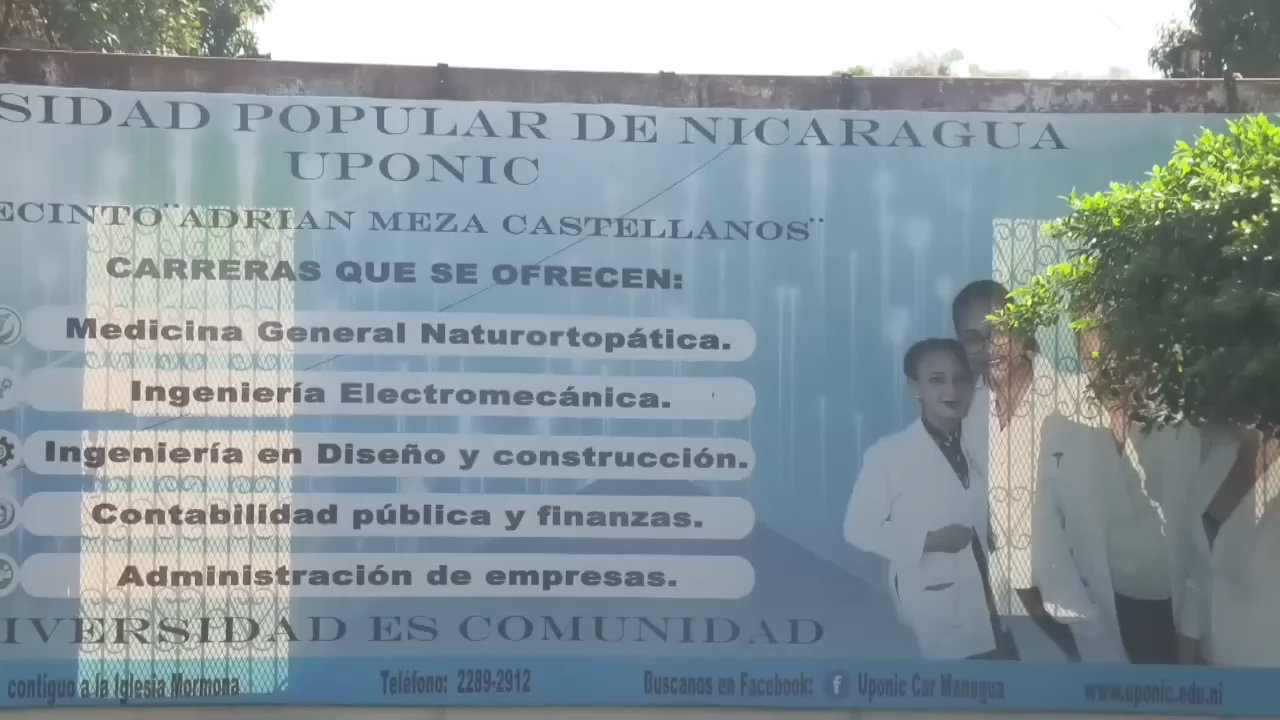 SIDAD POPULAR DE NICARAGUA
UPONIC
ECINTO¨ADRIAN MEZA CASTELLANOS¨
CARRERAS QUE SE OFRECEN:
Medicina General Naturortopática.
Ingeniería Electromecánica.
Ingeniería en Diseño y construcción.
Contabilidad pública y finanzas.
Administración de empresas.
IVERSIDAD ES COMUNIDAD
contiguo a la Iglesia Mormona Teléfono: 2289-2912 Buscanos en Facebook: f Uponic Car Managua www.uponic.edu.ni